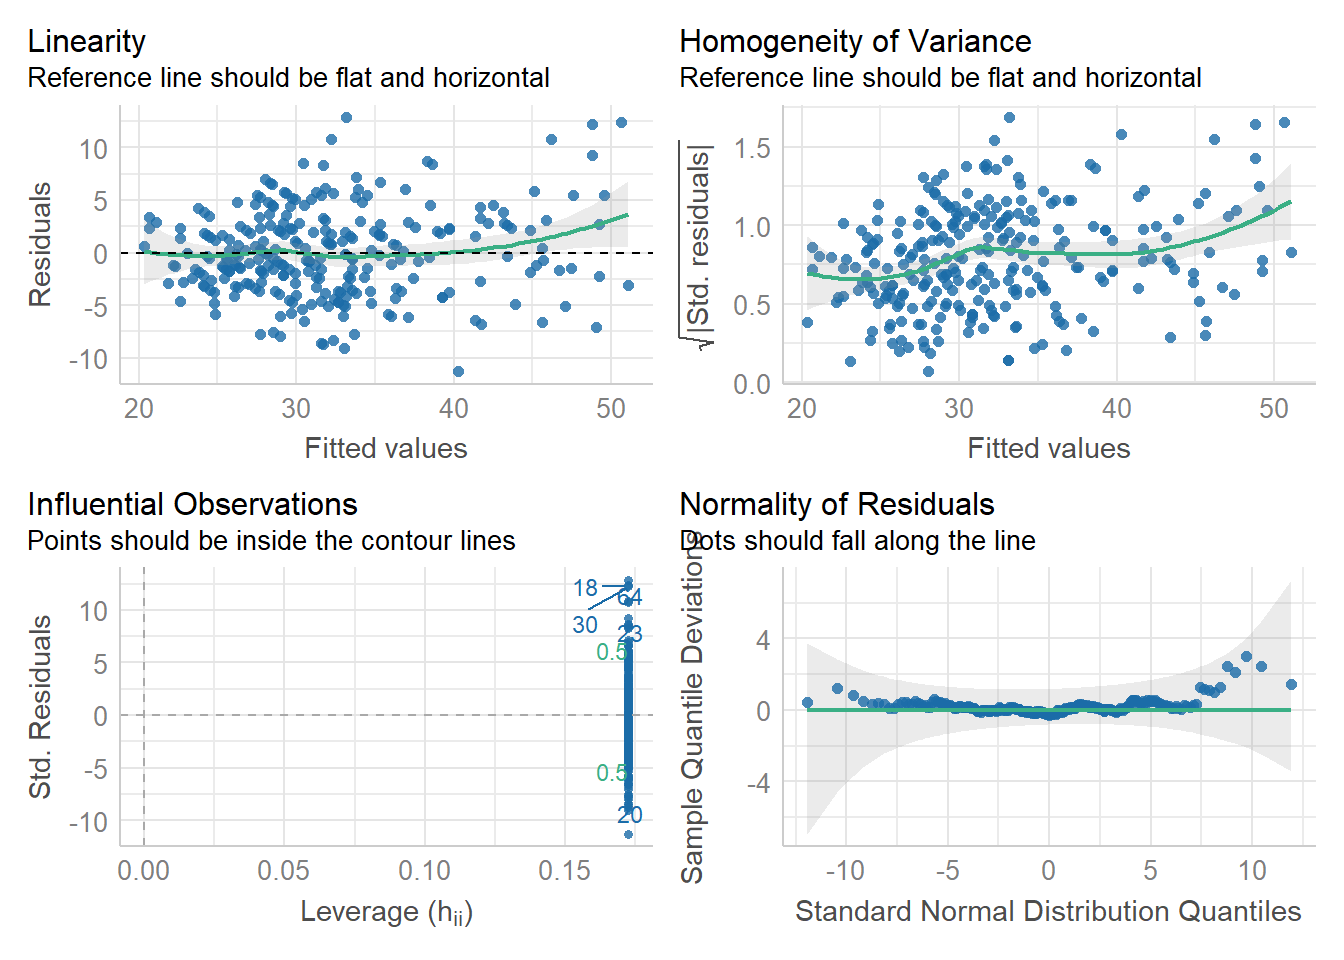 Linearity
Reference line should be flat and horizontal
10
5
0
-5
-10
Residuals
20 30 40 50
Fitted values
Homogeneity of Variance
Reference line should be flat and horizontal
1.5
1.0
0.5
0.0
√|Std. residuals|
20 30 40 50
Fitted values
Influential Observations
Points should be inside the contour lines
10
5
0
-5
-10
Std. Residuals
18
64
30
23
0.5
0.5
20
0.00 0.05 0.10 0.15
Leverage (hii)
Normality of Residuals
Dots should fall along the line
4
0
-4
Sample Quantile Deviations
-10 -5 0 5 10
Standard Normal Distribution Quantiles